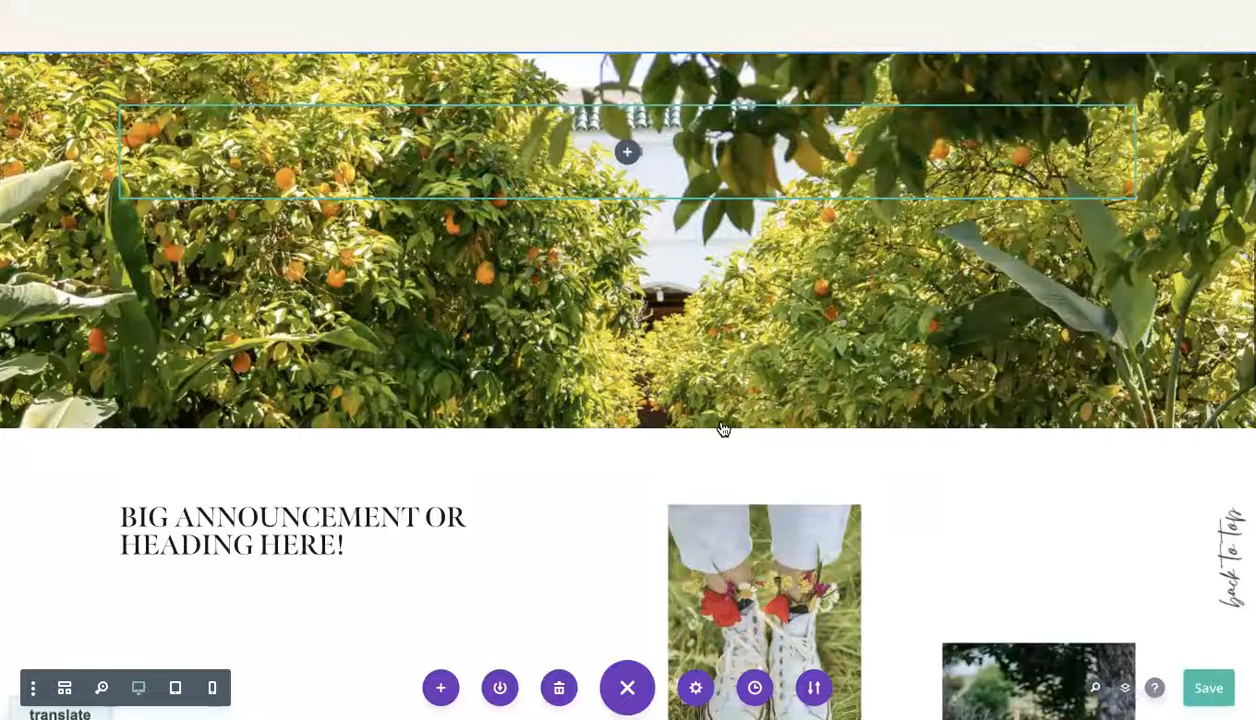 BIG ANNOUNCEMENT OR
HEADING HERE!
back to top
Save
translate